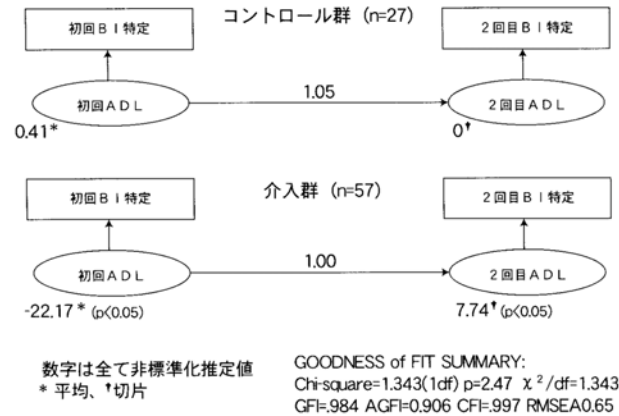 コントロール群 (n=27)
初回BI特定
2回目BI特定
初回ADL
1.05
2回目ADL
0.41*
0†
介入群 (n=57)
初回BI特定
2回目BI特定
初回ADL
1.00
2回目ADL
-22.17* (p<0.05)
7.74† (p<0.05)
数字は全て非標準化推定値
* 平均、†切片
GOODNESS of FIT SUMMARY:
Chi-square=1.343(1df) p=2.47 χ²/df=1.343
GFI=.984 AGFI=0.906 CFI=.997 RMSEA0.65